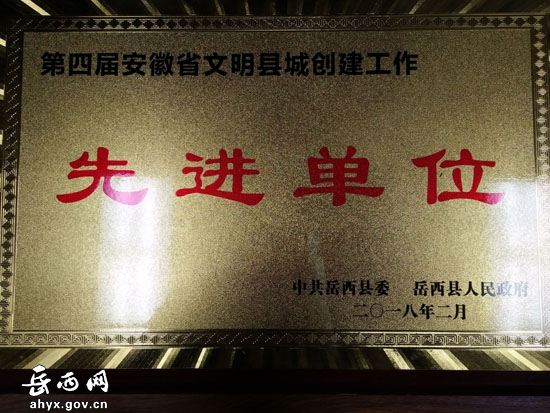 第四届安徽省文明县城创建工作
先进单位
中共岳西县委 岳西县人民政府
二〇一八年二月
岳西网
ahyx.gov.cn